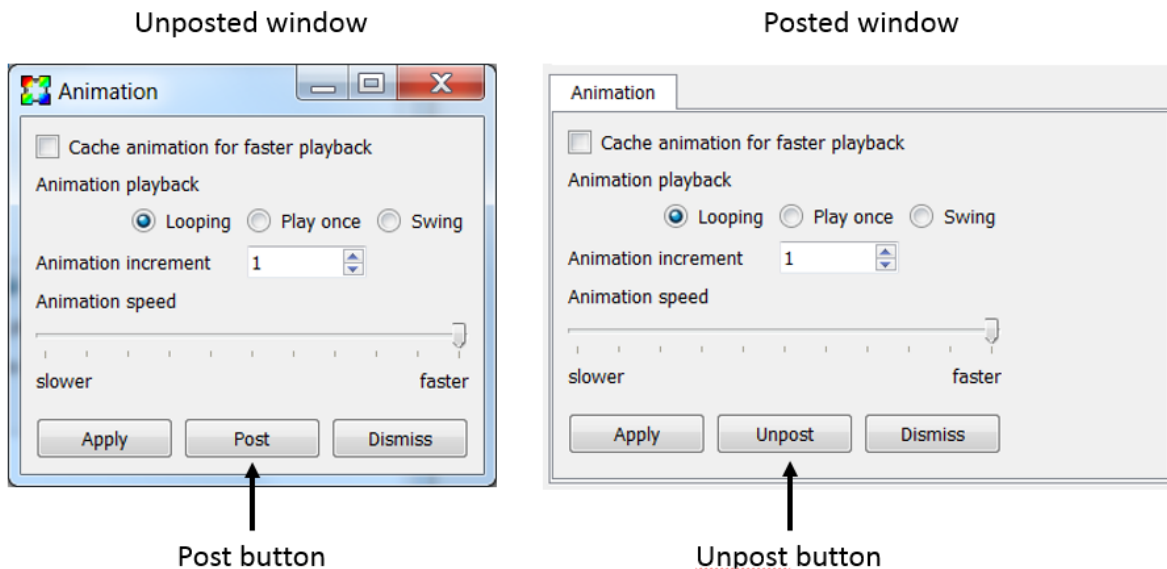 Unposted window
Posted window
Animation
Cache animation for faster playback
Animation playback
Looping Play once Swing
Animation increment 1
Animation speed
slower faster
Apply Post Dismiss
Post button
Animation
Cache animation for faster playback
Animation playback
Looping Play once Swing
Animation increment 1
Animation speed
slower faster
Apply Unpost Dismiss
Unpost button